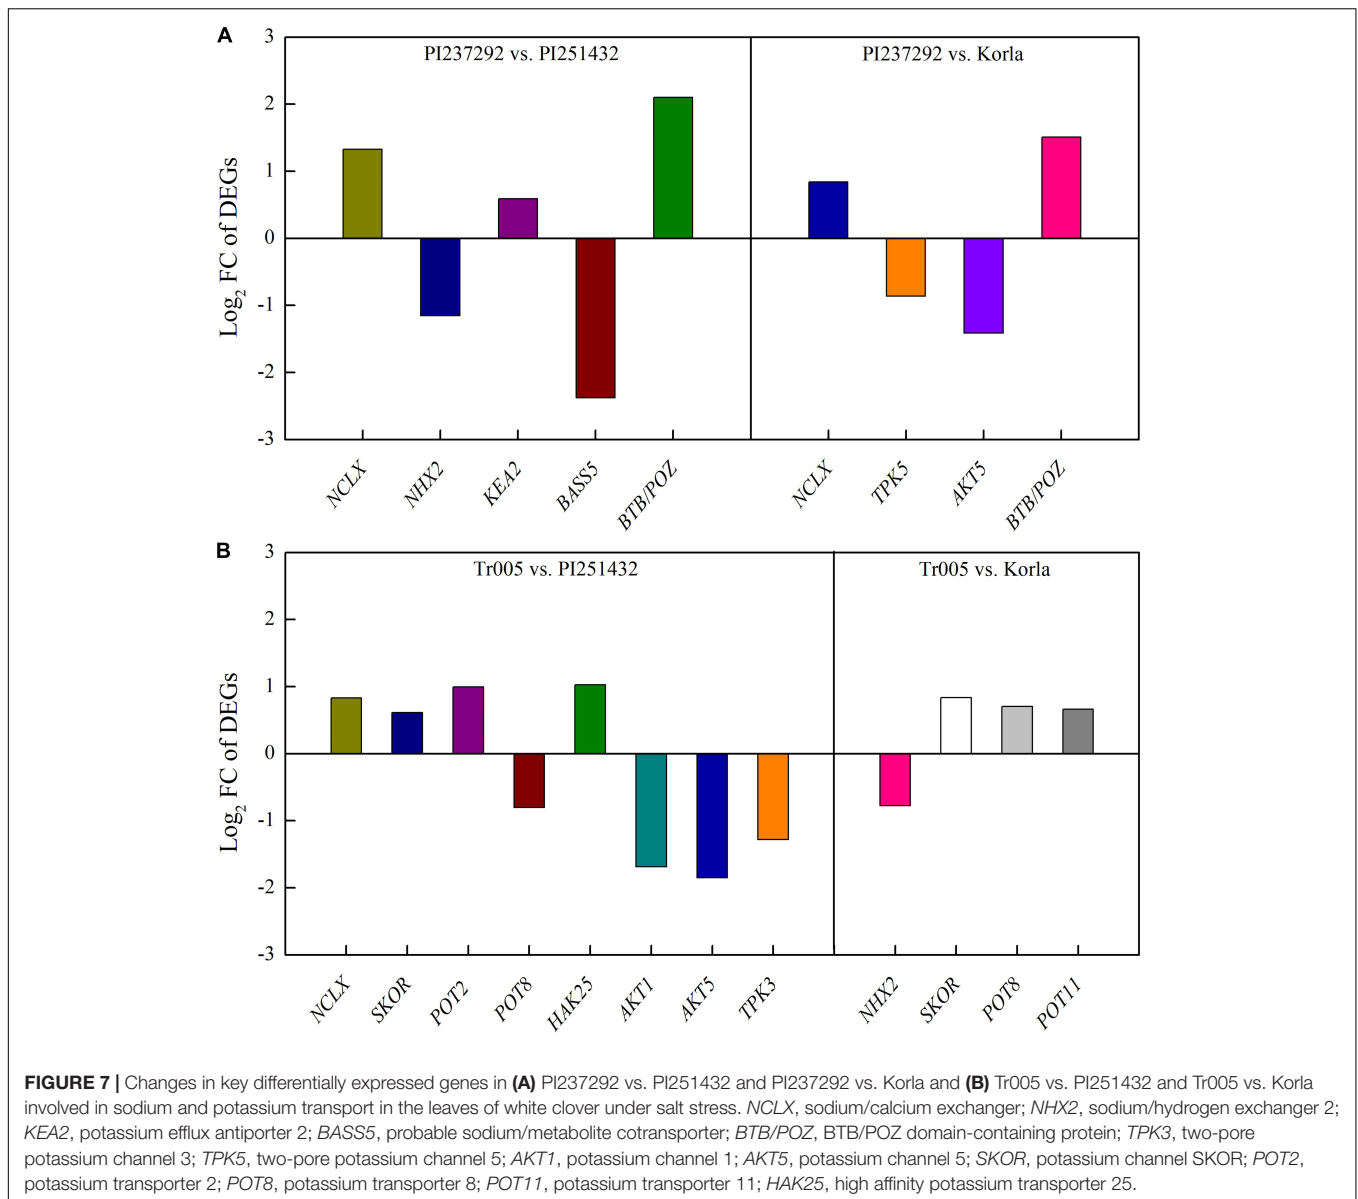 A
PI237292 vs. PI251432
PI237292 vs. Korla
3
2
1
0
-1
-2
-3
Log₂ FC of DEGs
NCLX
NHX2
KEA2
BASS5
BTB/POZ
NCLX
TPK5
AKT5
BTB/POZ
B
Tr005 vs. PI251432
Tr005 vs. Korla
3
2
1
0
-1
-2
-3
Log₂ FC of DEGs
NCLX
SKOR
POT2
POT8
HAK25
AKT1
AKT5
TPK3
NHX2
SKOR
POT8
POT11
FIGURE 7 | Changes in key differentially expressed genes in (A) PI237292 vs. PI251432 and PI237292 vs. Korla and (B) Tr005 vs. PI251432 and Tr005 vs. Korla
involved in sodium and potassium transport in the leaves of white clover under salt stress. NCLX, sodium/calcium exchanger; NHX2, sodium/hydrogen exchanger 2;
KEA2, potassium efflux antiporter 2; BASS5, probable sodium/metabolite cotransporter; BTB/POZ, BTB/POZ domain-containing protein; TPK3, two-pore
potassium channel 3; TPK5, two-pore potassium channel 5; AKT1, potassium channel 1; AKT5, potassium channel 5; SKOR, potassium channel SKOR; POT2,
potassium transporter 2; POT8, potassium transporter 8; POT11, potassium transporter 11; HAK25, high affinity potassium transporter 25.